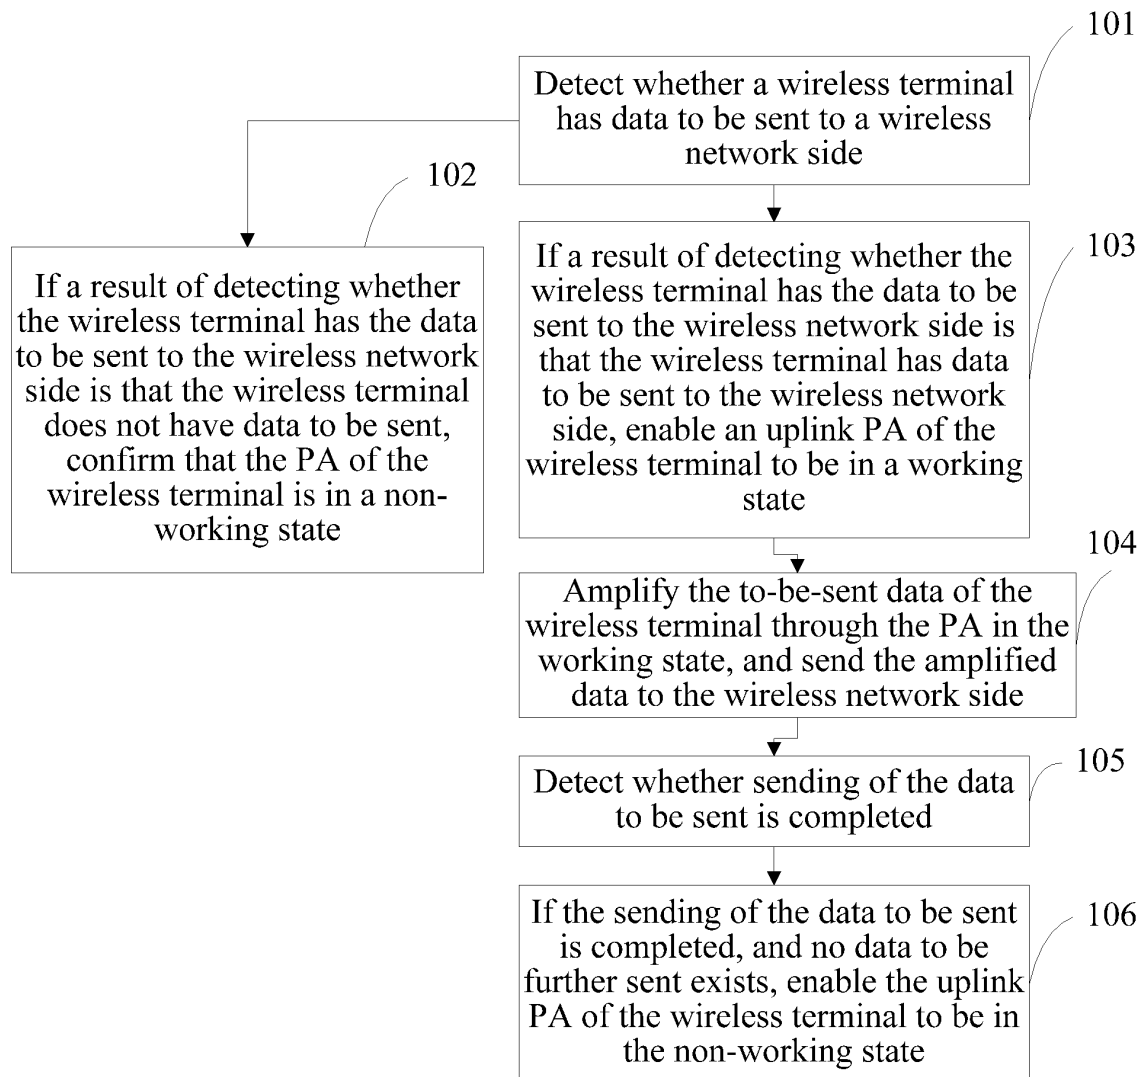 101
Detect whether a wireless terminal
has data to be sent to a wireless
network side
102
If a result of detecting whether
the wireless terminal has the data
to be sent to the wireless network
side is that the wireless terminal
does not have data to be sent,
confirm that the PA of the
wireless terminal is in a non-
working state
103
If a result of detecting whether the
wireless terminal has the data to be
sent to the wireless network side is
that the wireless terminal has data
to be sent to the wireless network
side, enable an uplink PA of the
wireless terminal to be in a working
state
104
Amplify the to-be-sent data of the
wireless terminal through the PA in the
working state, and send the amplified
data to the wireless network side
105
Detect whether sending of the data
to be sent is completed
106
If the sending of the data to be sent
is completed, and no data to be
further sent exists, enable the uplink
PA of the wireless terminal to be in
the non-working state